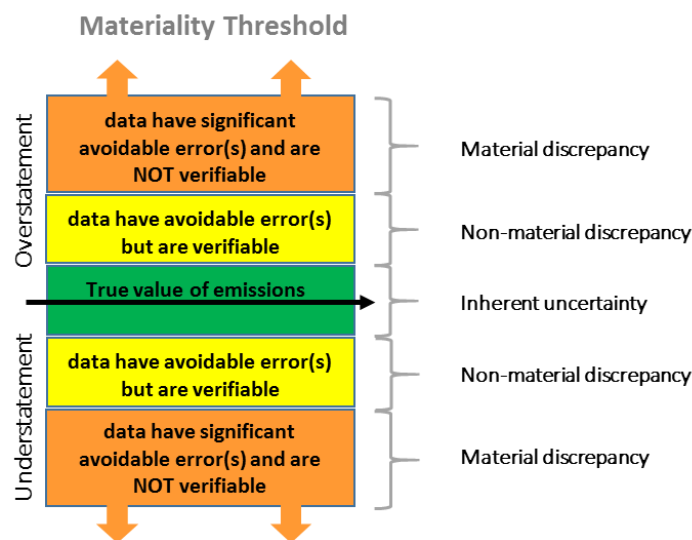 Materiality Threshold
Overstatement
data have significant
avoidable error(s) and are
NOT verifiable
Material discrepancy
data have avoidable error(s)
but are verifiable
Non-material discrepancy
True value of emissions
Inherent uncertainty
Understatement
data have avoidable error(s)
but are verifiable
Non-material discrepancy
data have significant
avoidable error(s) and are
NOT verifiable
Material discrepancy